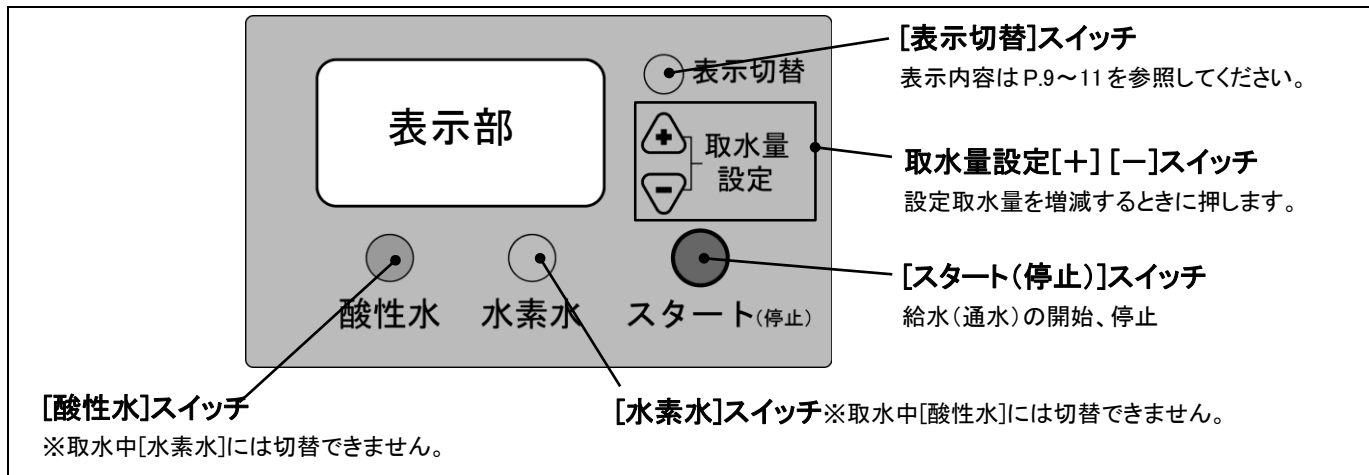 表示部
表示切替
取水量
設定
酸性水
水素水
スタート(停止)
[表示切替]スイッチ
表示内容はP.9～11を参照してください。
取水量設定[＋][－]スイッチ
設定取水量を増減するときに押します。
[スタート(停止)]スイッチ
給水(通水)の開始、停止
[酸性水]スイッチ
※取水中[水素水]には切替できません。
[水素水]スイッチ※取水中[酸性水]には切替できません。